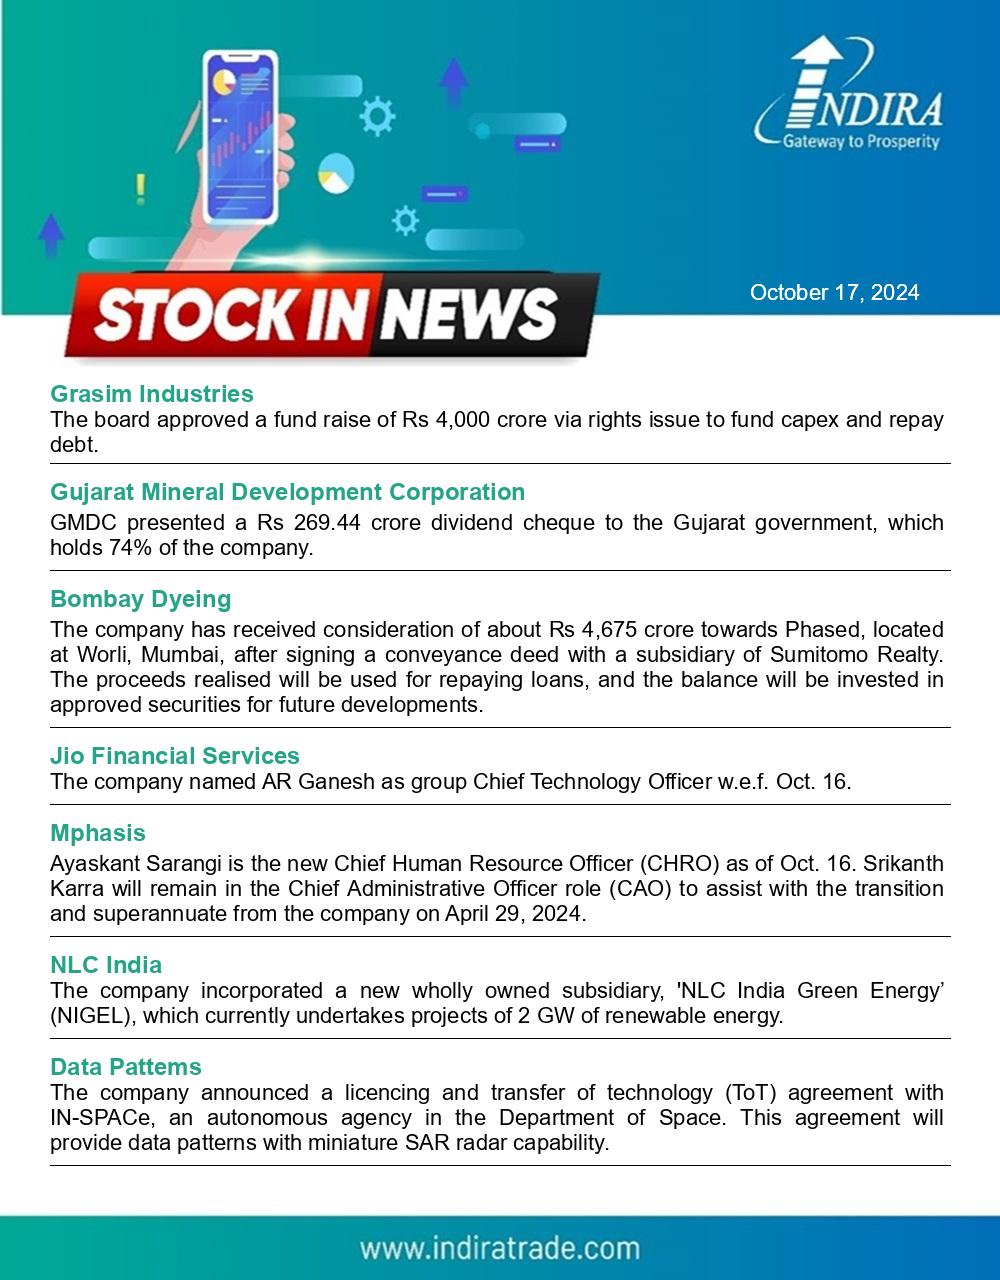 INDIRA
Gateway to Prosperity
STOCK IN NEWS
October 17, 2024
Grasim Industries
The board approved a fund raise of Rs 4,000 crore via rights issue to fund capex and repay
debt.
Gujarat Mineral Development Corporation
GMDC presented a Rs 269.44 crore dividend cheque to the Gujarat government, which
holds 74% of the company.
Bombay Dyeing
The company has received consideration of about Rs 4,675 crore towards Phased, located
at Worli, Mumbai, after signing a conveyance deed with a subsidiary of Sumitomo Realty.
The proceeds realised will be used for repaying loans, and the balance will be invested in
approved securities for future developments.
Jio Financial Services
The company named AR Ganesh as group Chief Technology Officer w.e.f. Oct. 16.
Mphasis
Ayaskant Sarangi is the new Chief Human Resource Officer (CHRO) as of Oct. 16. Srikanth
Karra will remain in the Chief Administrative Officer role (CAO) to assist with the transition
and superannuate from the company on April 29, 2024.
NLC India
The company incorporated a new wholly owned subsidiary, 'NLC India Green Energy’
(NIGEL), which currently undertakes projects of 2 GW of renewable energy.
Data Pattems
The company announced a licencing and transfer of technology (ToT) agreement with
IN-SPACe, an autonomous agency in the Department of Space. This agreement will
provide data patterns with miniature SAR radar capability.
www.indiratrade.com